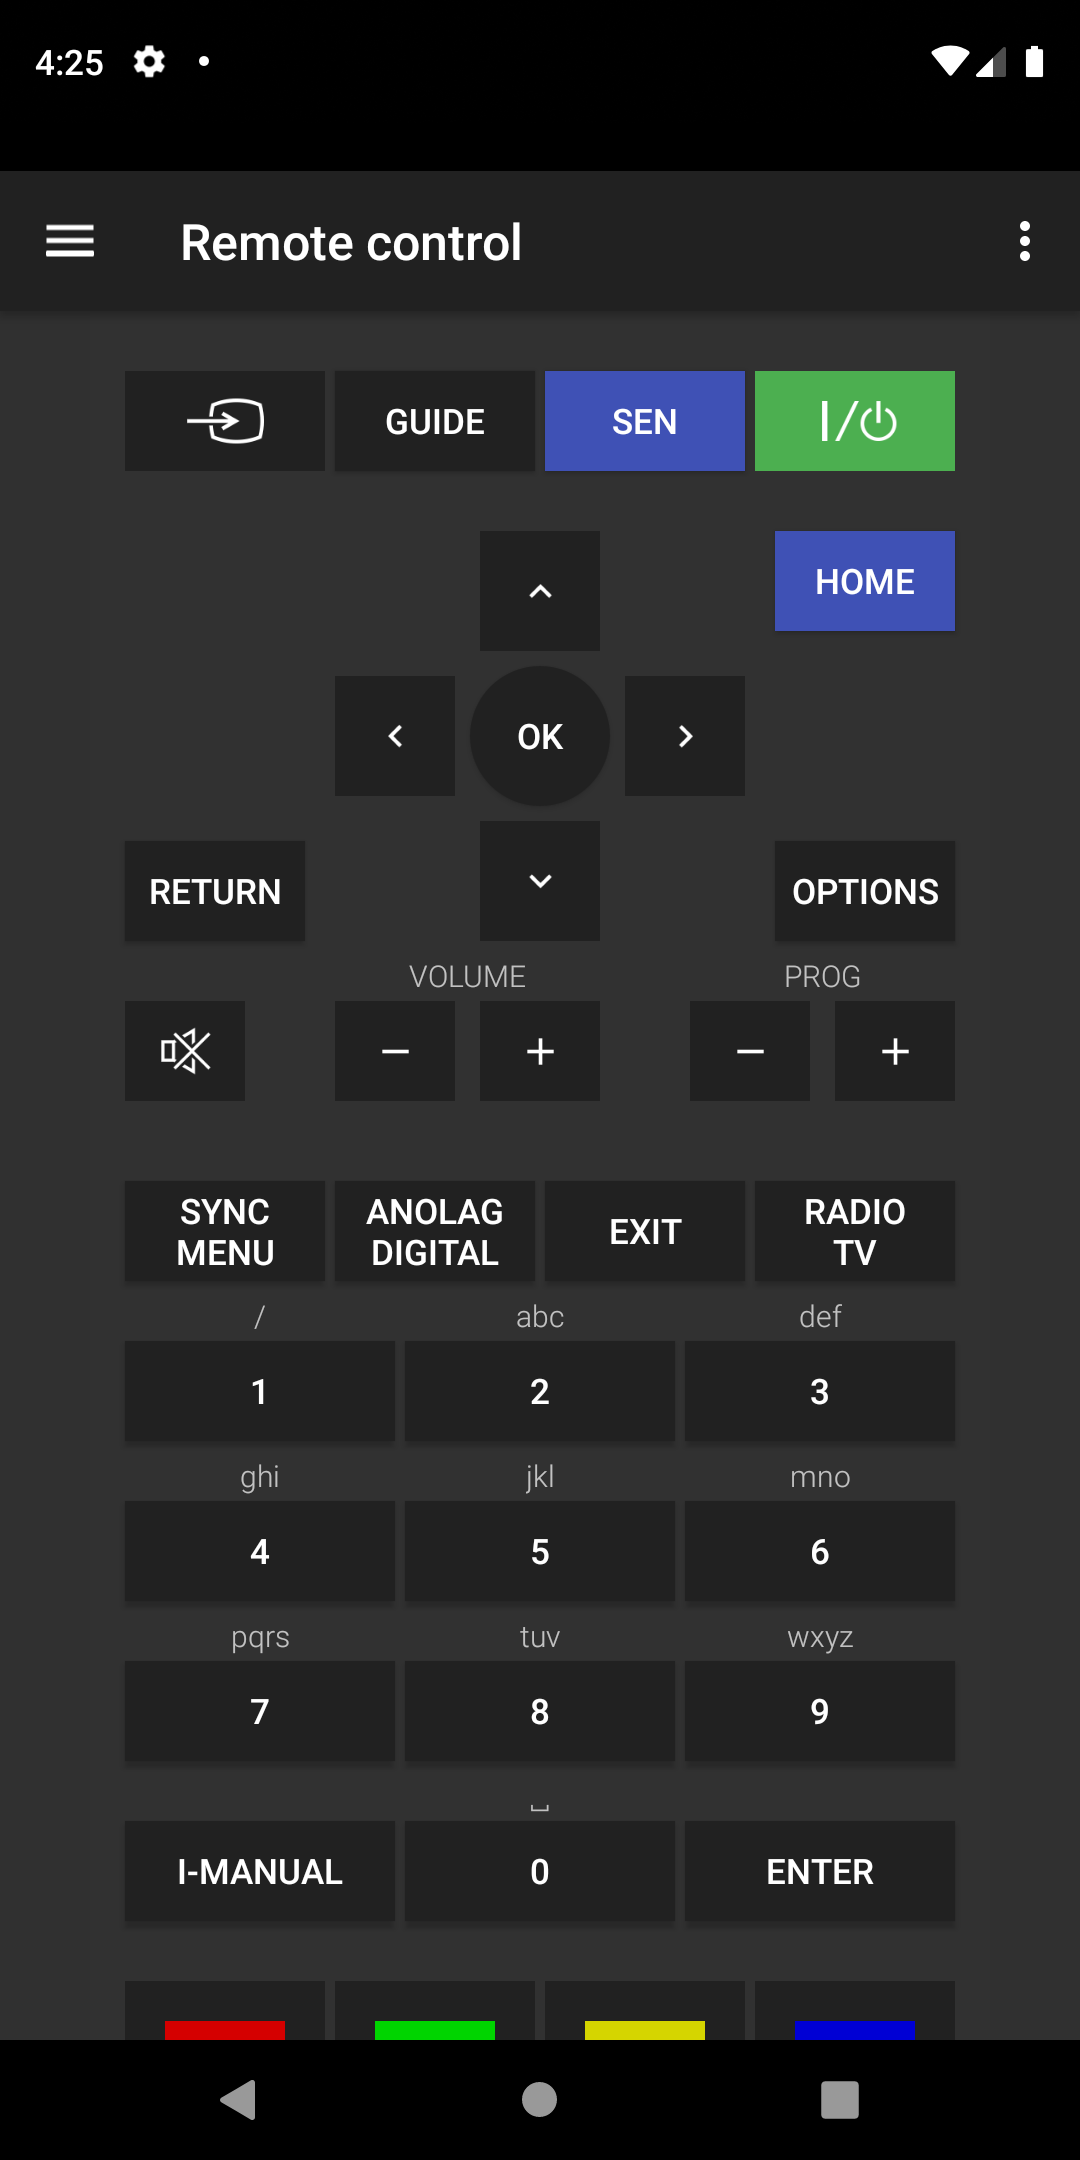 4:25
Remote control
GUIDE
SEN
HOME
OK
RETURN
OPTIONS
VOLUME
PROG
SYNC
MENU
ANOLAG
DIGITAL
EXIT
RADIO
TV
/
abc
def
1
2
3
ghi
jkl
mno
4
5
6
pqrs
tuv
wxyz
7
8
9
I-MANUAL
0
ENTER